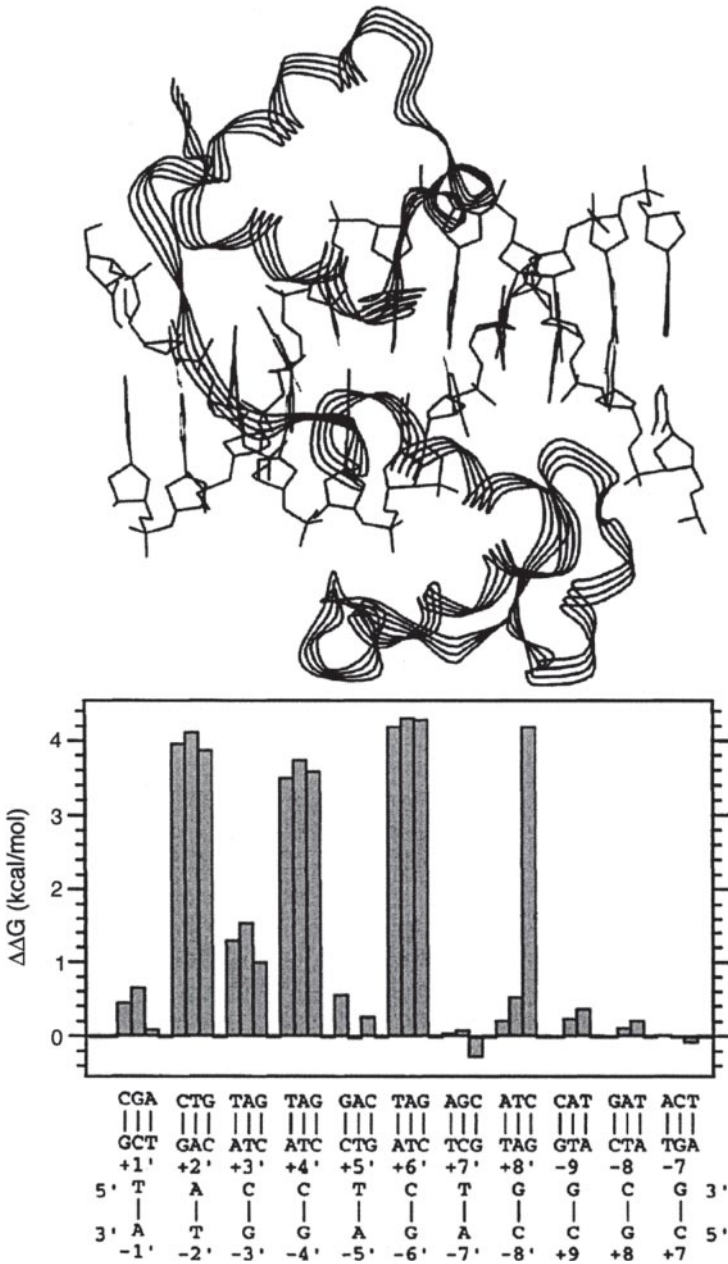 4
3
2
1
0
ΔΔG (kcal/mol)
CGA CTG TAG TAG GAC TAG AGC ATC CAT GAT ACT
GCT GAC ATC ATC CTG ATC TCG TAG GTA CTA TGA
+1' +2' +3' +4' +5' +6' +7' +8' -9 -8 -7
5' T A C C T C T G G C G 3'
3' A T G G A G A C C G C 5'
-1' -2' -3' -4' -5' -6' -7' -8' +9 +8 +7